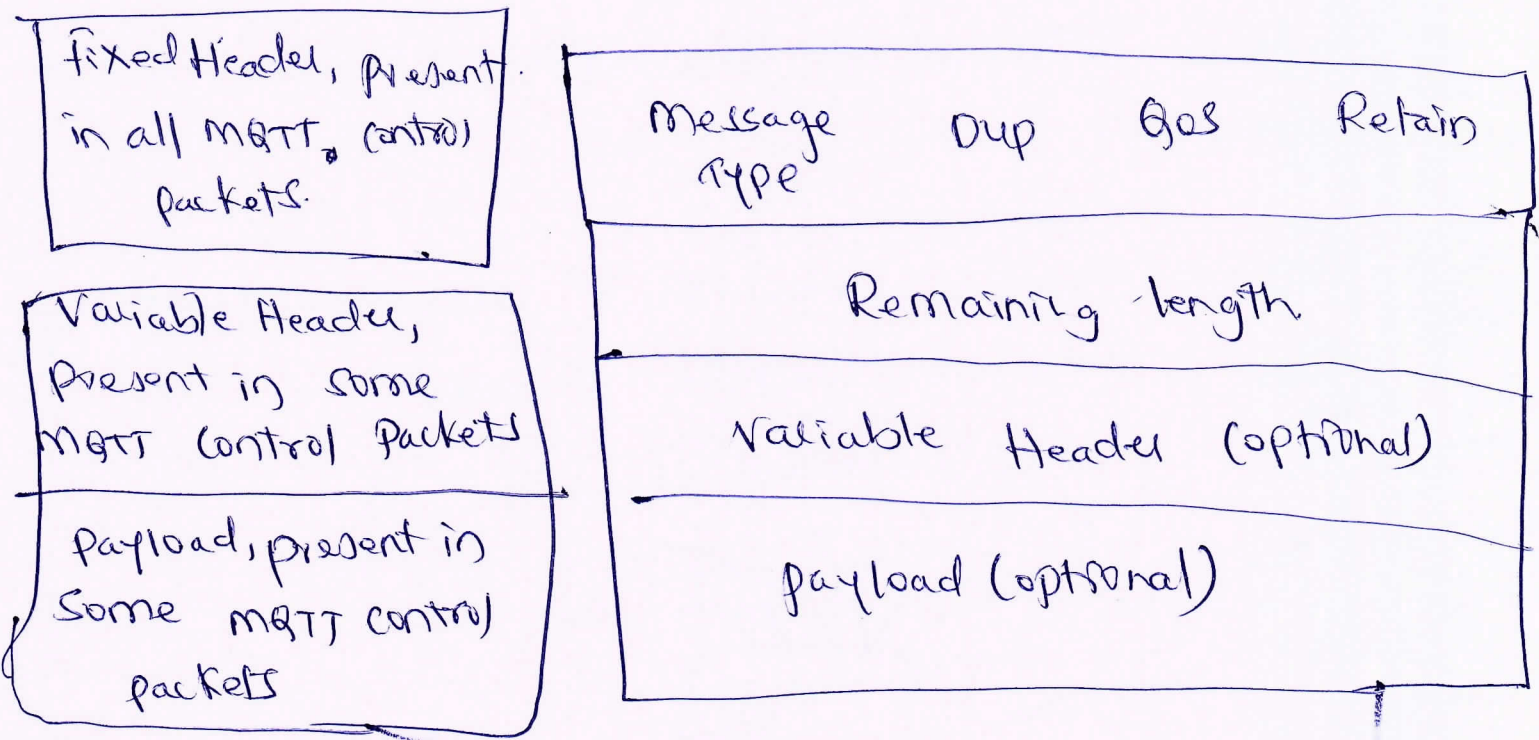 Fixed Header, present
in all MQTT, control
packets.
Variable Header,
present in some
MQTT control Packets
payload, present in
Some MQTT control
packets
Message Dup QoS Retain
Type
Remaining length
Variable Header (optional)
payload (optional)